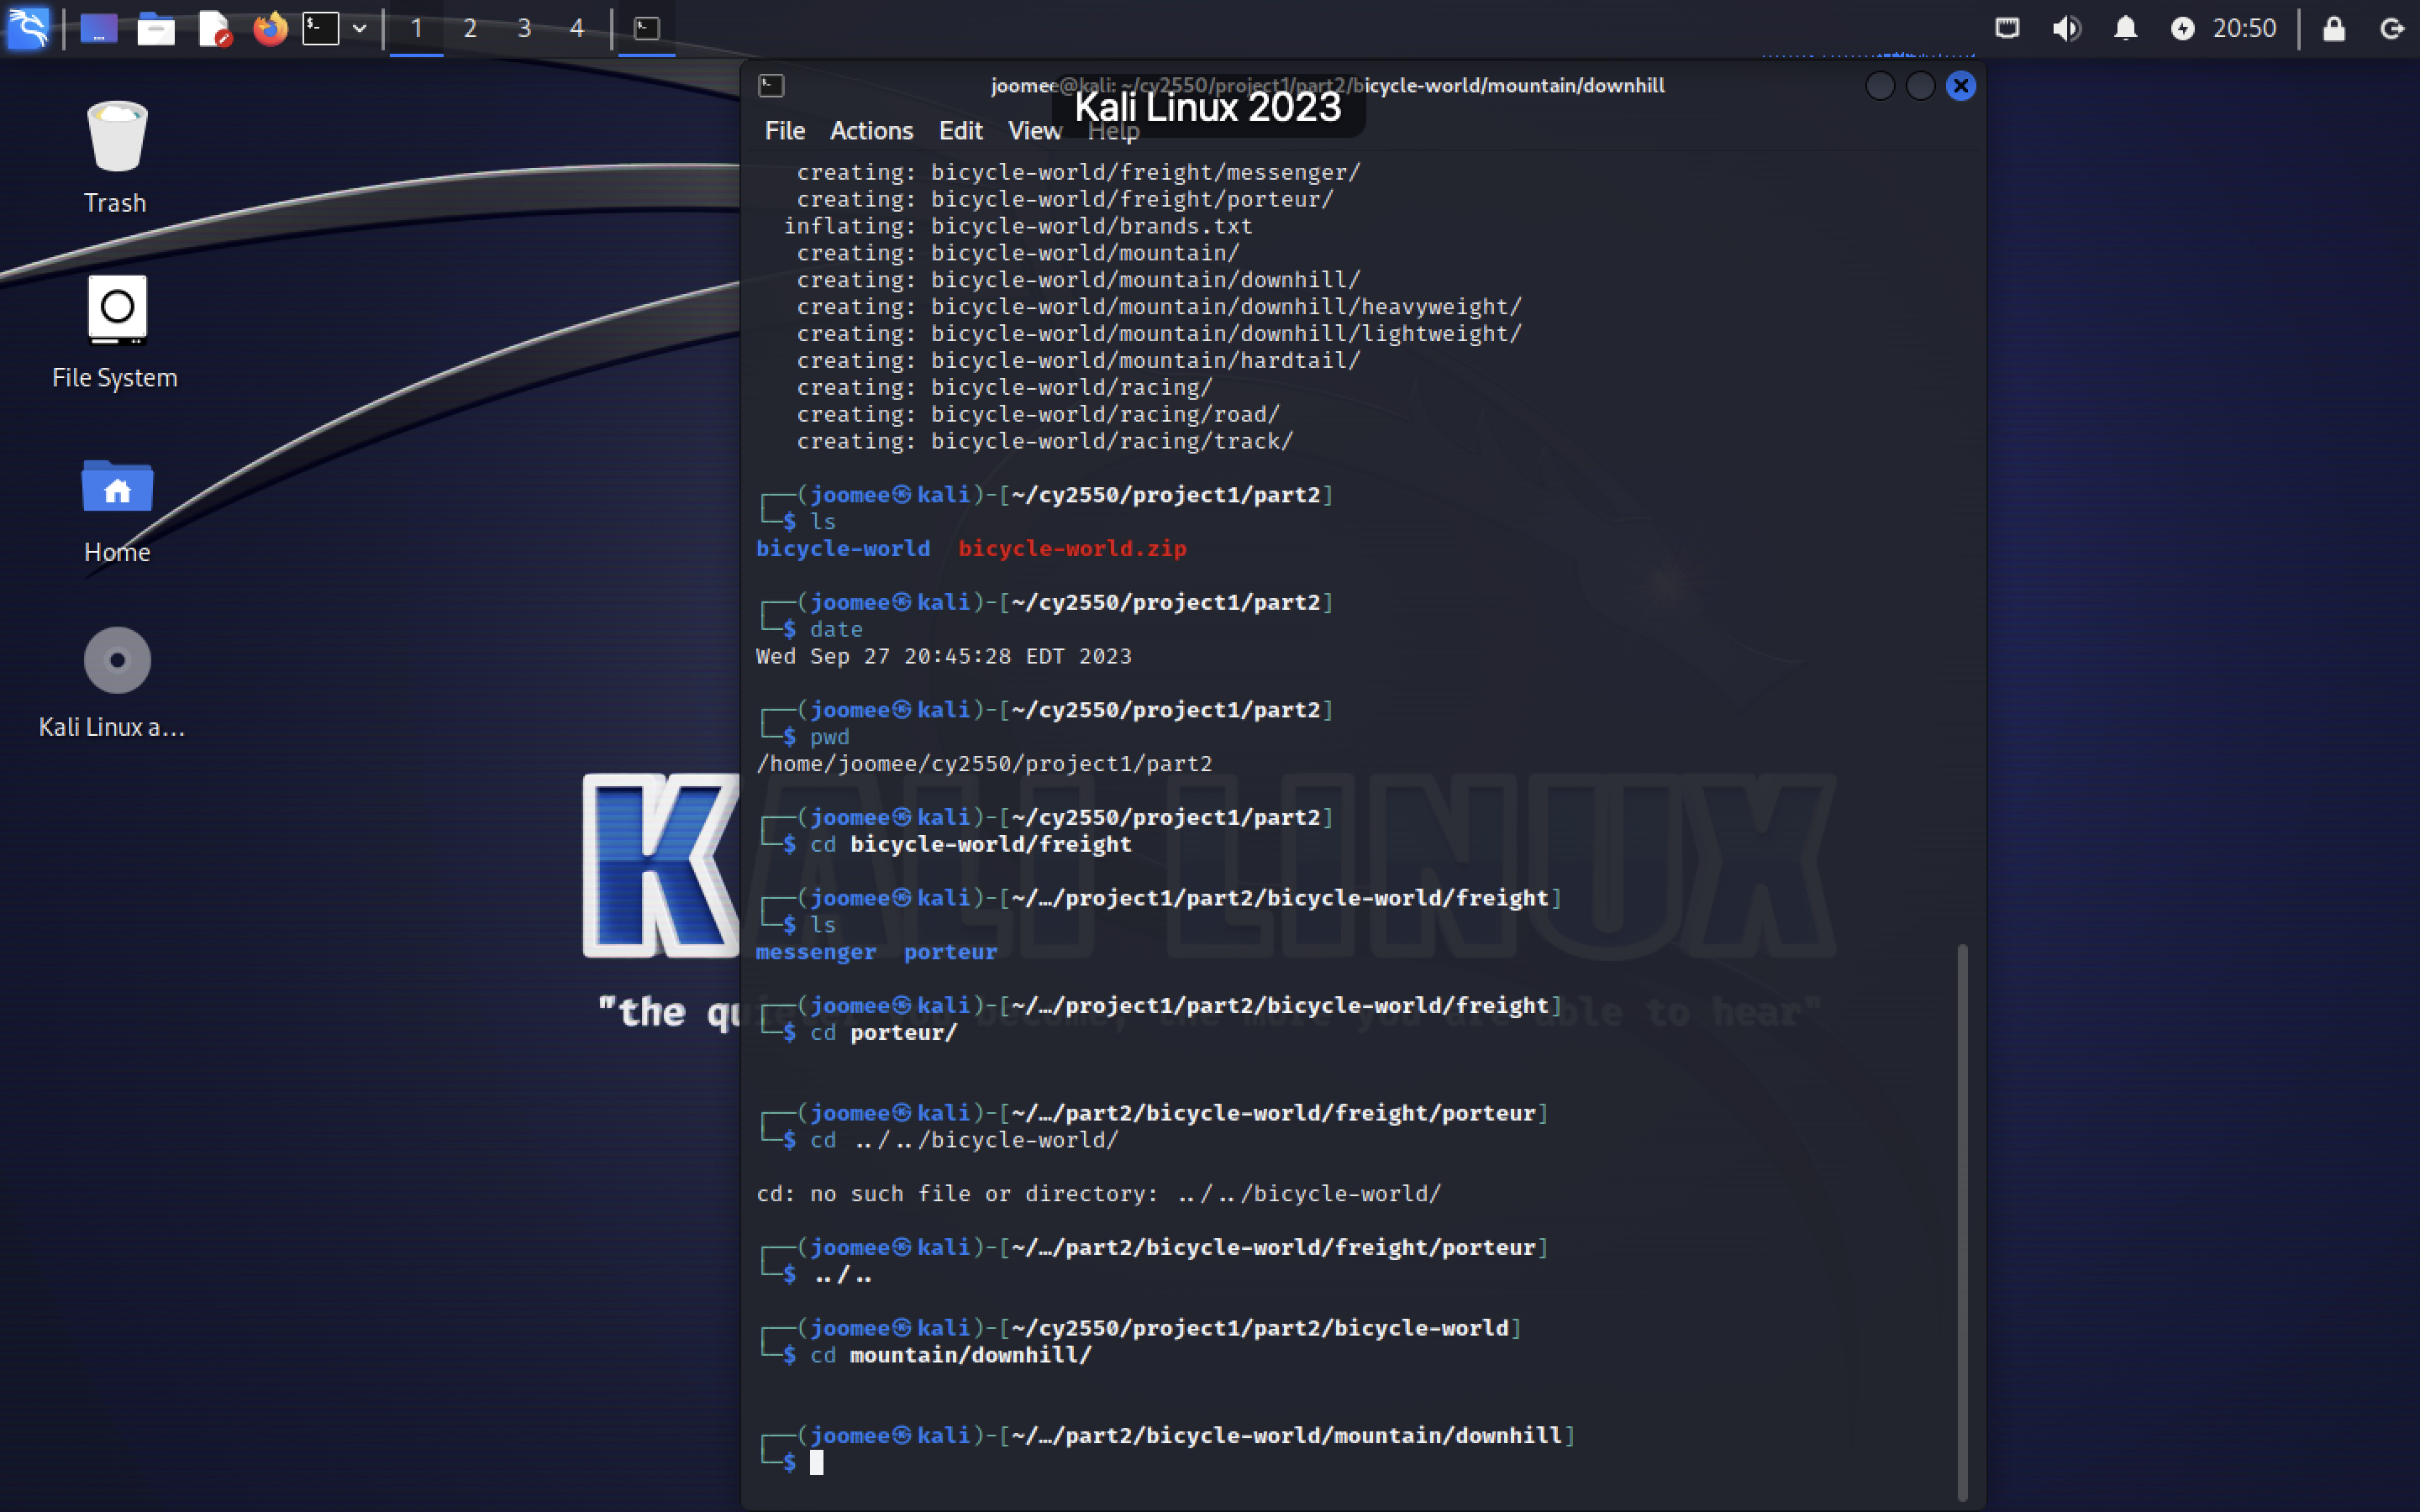 1 2 3 4
20:50
Trash
File System
Home
Kali Linux a...
"the qu
joomee@kali: ~/cy2550/project1/part2/bicycle-world/mountain/downhill
Kali Linux 2023
File Actions Edit View Help
creating: bicycle-world/freight/messenger/
creating: bicycle-world/freight/porteur/
inflating: bicycle-world/brands.txt
creating: bicycle-world/mountain/
creating: bicycle-world/mountain/downhill/
creating: bicycle-world/mountain/downhill/heavyweight/
creating: bicycle-world/mountain/downhill/lightweight/
creating: bicycle-world/mountain/hardtail/
creating: bicycle-world/racing/
creating: bicycle-world/racing/road/
creating: bicycle-world/racing/track/
┌──(joomee㉿kali)-[~/cy2550/project1/part2]
└─$ ls
bicycle-world bicycle-world.zip
┌──(joomee㉿kali)-[~/cy2550/project1/part2]
└─$ date
Wed Sep 27 20:45:28 EDT 2023
┌──(joomee㉿kali)-[~/cy2550/project1/part2]
└─$ pwd
/home/joomee/cy2550/project1/part2
┌──(joomee㉿kali)-[~/cy2550/project1/part2]
└─$ cd bicycle-world/freight
┌──(joomee㉿kali)-[~/…/project1/part2/bicycle-world/freight]
└─$ ls
messenger porteur
┌──(joomee㉿kali)-[~/…/project1/part2/bicycle-world/freight]
└─$ cd porteur/
┌──(joomee㉿kali)-[~/…/part2/bicycle-world/freight/porteur]
└─$ cd ../../bicycle-world/
cd: no such file or directory: ../../bicycle-world/
┌──(joomee㉿kali)-[~/…/part2/bicycle-world/freight/porteur]
└─$ ../..
┌──(joomee㉿kali)-[~/cy2550/project1/part2/bicycle-world]
└─$ cd mountain/downhill/
┌──(joomee㉿kali)-[~/…/part2/bicycle-world/mountain/downhill]
└─$
KALI LINUX
able to hear"